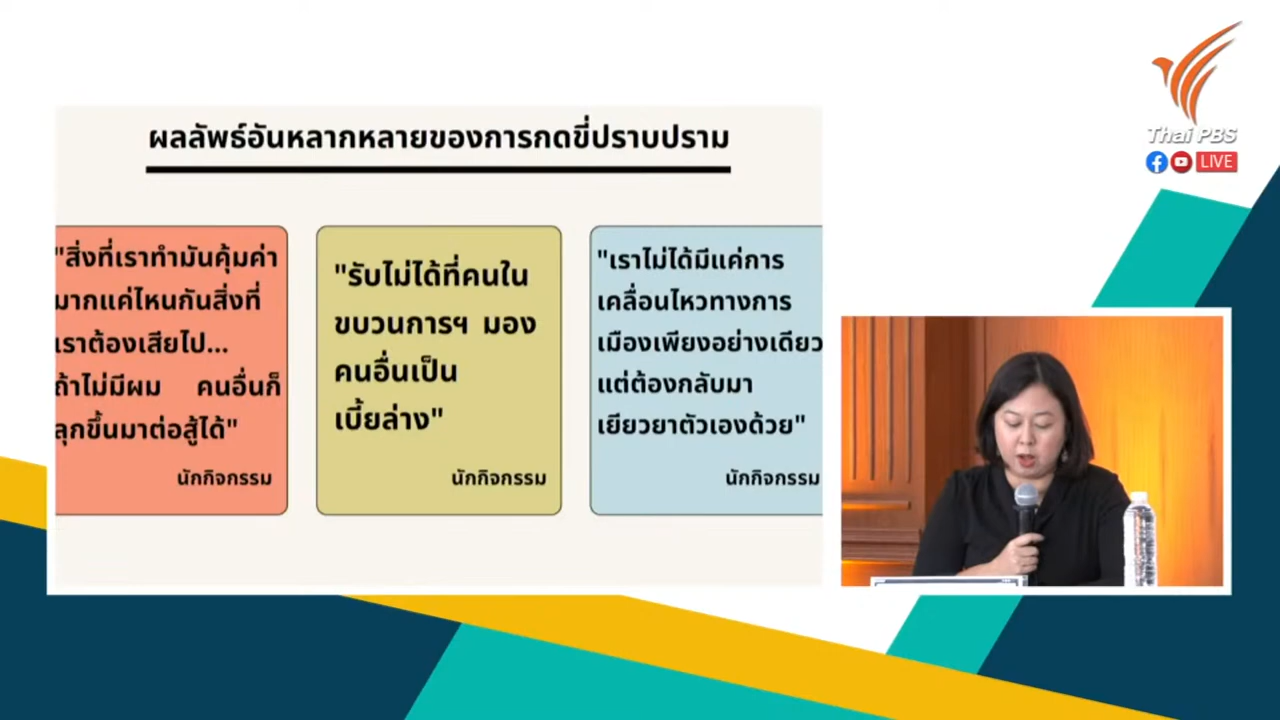 Thai PBS
LIVE
ผลลัพธ์อันหลากหลายของการกดขี่ปราบปราม
"สิ่งที่เราทำมันคุ้มค่า
มากแค่ไหนกันสิ่งที่
เราต้องเสียไป...
ถ้าไม่มีผม คนอื่นก็
ลุกขึ้นมาต่อสู้ได้"
นักกิจกรรม
"รับไม่ได้ที่คนใน
ขบวนการฯ มอง
คนอื่นเป็น
เบี้ยล่าง"
นักกิจกรรม
"เราไม่ได้มีแค่การ
เคลื่อนไหวทางการ
เมืองเพียงอย่างเดียว
แต่ต้องกลับมา
เยียวยาตัวเองด้วย"
นักกิจกรรม